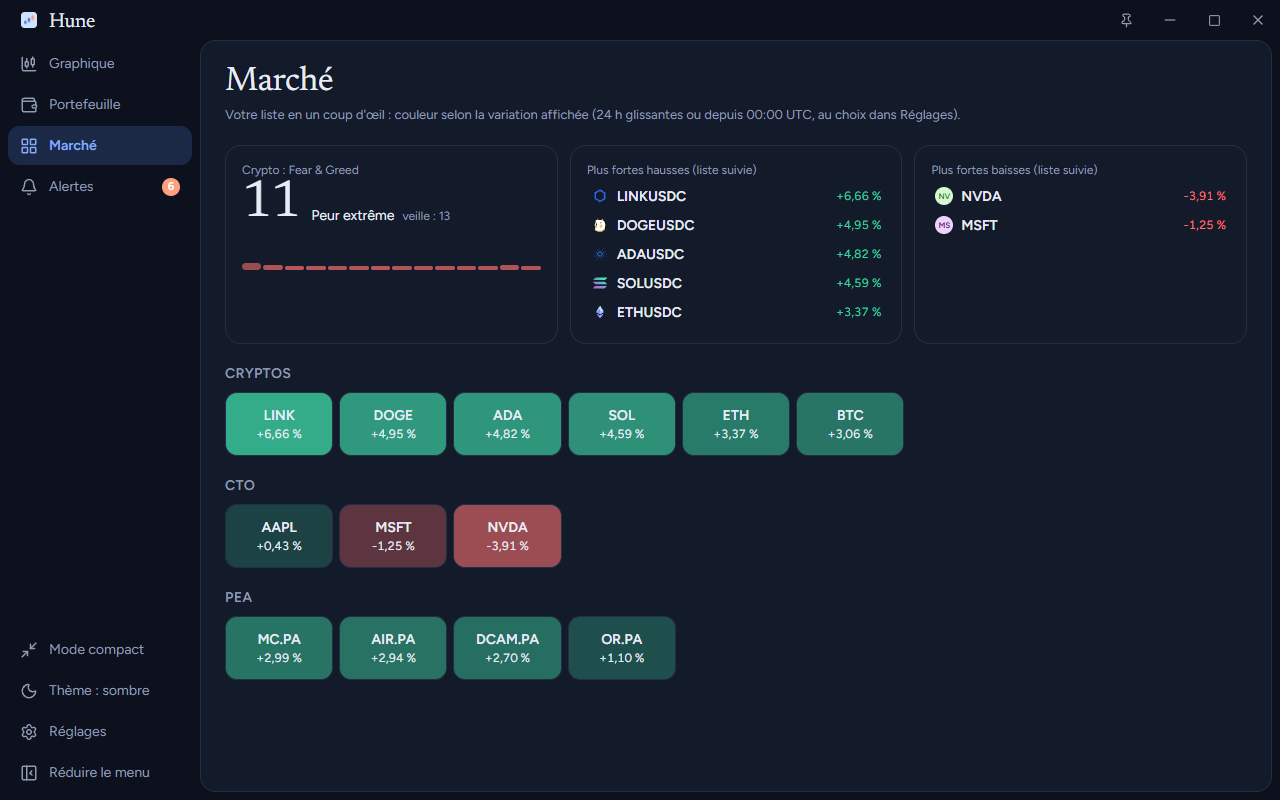 Hune
Graphique
Portefeuille
Marché
Alertes 6
Mode compact
Thème : sombre
Réglages
Réduire le menu
Marché
Votre liste en un coup d'œil : couleur selon la variation affichée (24 h glissantes ou depuis 00:00 UTC, au choix dans Réglages).
Crypto : Fear & Greed
11 Peur extrême veille : 13
Plus fortes hausses (liste suivie)
LINKUSDC +6,66 %
DOGEUSDC +4,95 %
ADAUSDC +4,82 %
SOLUSDC +4,59 %
ETHUSDC +3,37 %
Plus fortes baisses (liste suivie)
NV NVDA -3,91 %
MS MSFT -1,25 %
CRYPTOS
LINK DOGE ADA SOL ETH BTC
+6,66 % +4,95 % +4,82 % +4,59 % +3,37 % +3,06 %
CTO
AAPL MSFT NVDA
+0,43 % -1,25 % -3,91 %
PEA
MC.PA AIR.PA DCAM.PA OR.PA
+2,99 % +2,94 % +2,70 % +1,10 %